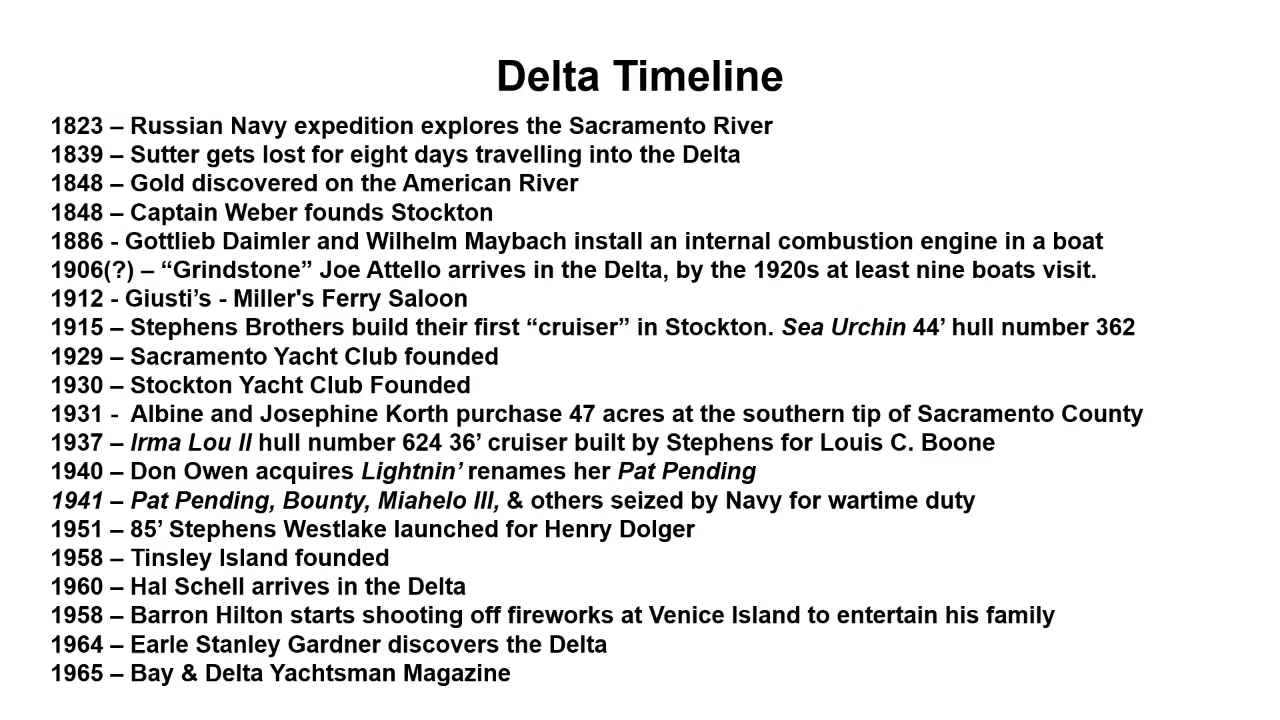 Delta Timeline
1823 – Russian Navy expedition explores the Sacramento River
1839 – Sutter gets lost for eight days travelling into the Delta
1848 – Gold discovered on the American River
1848 – Captain Weber founds Stockton
1886 - Gottlieb Daimler and Wilhelm Maybach install an internal combustion engine in a boat
1906(?) – “Grindstone” Joe Attello arrives in the Delta, by the 1920s at least nine boats visit.
1912 - Giusti’s - Miller's Ferry Saloon
1915 – Stephens Brothers build their first “cruiser” in Stockton. Sea Urchin 44’ hull number 362
1929 – Sacramento Yacht Club founded
1930 – Stockton Yacht Club Founded
1931 -  Albine and Josephine Korth purchase 47 acres at the southern tip of Sacramento County
1937 – Irma Lou II hull number 624 36’ cruiser built by Stephens for Louis C. Boone
1940 – Don Owen acquires Lightnin’ renames her Pat Pending
1941 – Pat Pending, Bounty, Miahelo III, & others seized by Navy for wartime duty
1951 – 85’ Stephens Westlake launched for Henry Dolger
1958 – Tinsley Island founded
1960 – Hal Schell arrives in the Delta
1958 – Barron Hilton starts shooting off fireworks at Venice Island to entertain his family
1964 – Earle Stanley Gardner discovers the Delta
1965 – Bay & Delta Yachtsman Magazine